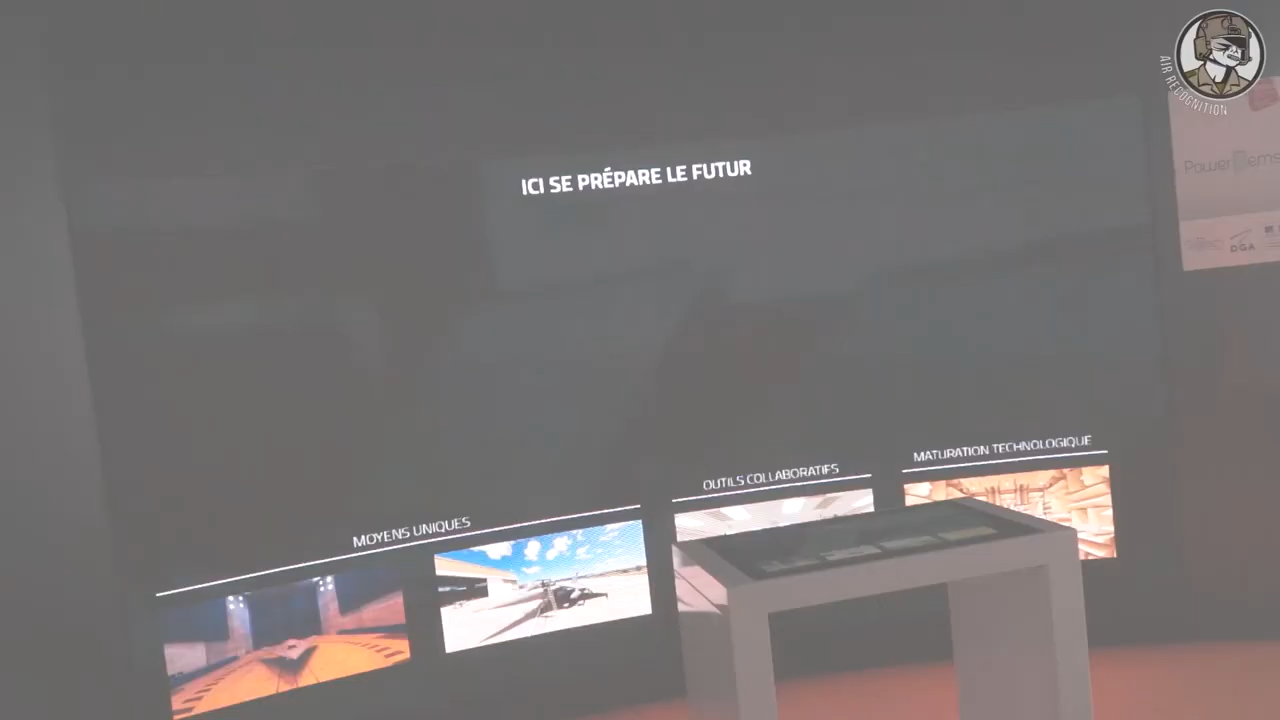 AIR RECOGNITION
ICI SE PRÉPARE LE FUTUR
DGA
MATURATION TECHNOLOGIQUE
OUTILS COLLABORATIFS
MOYENS UNIQUES